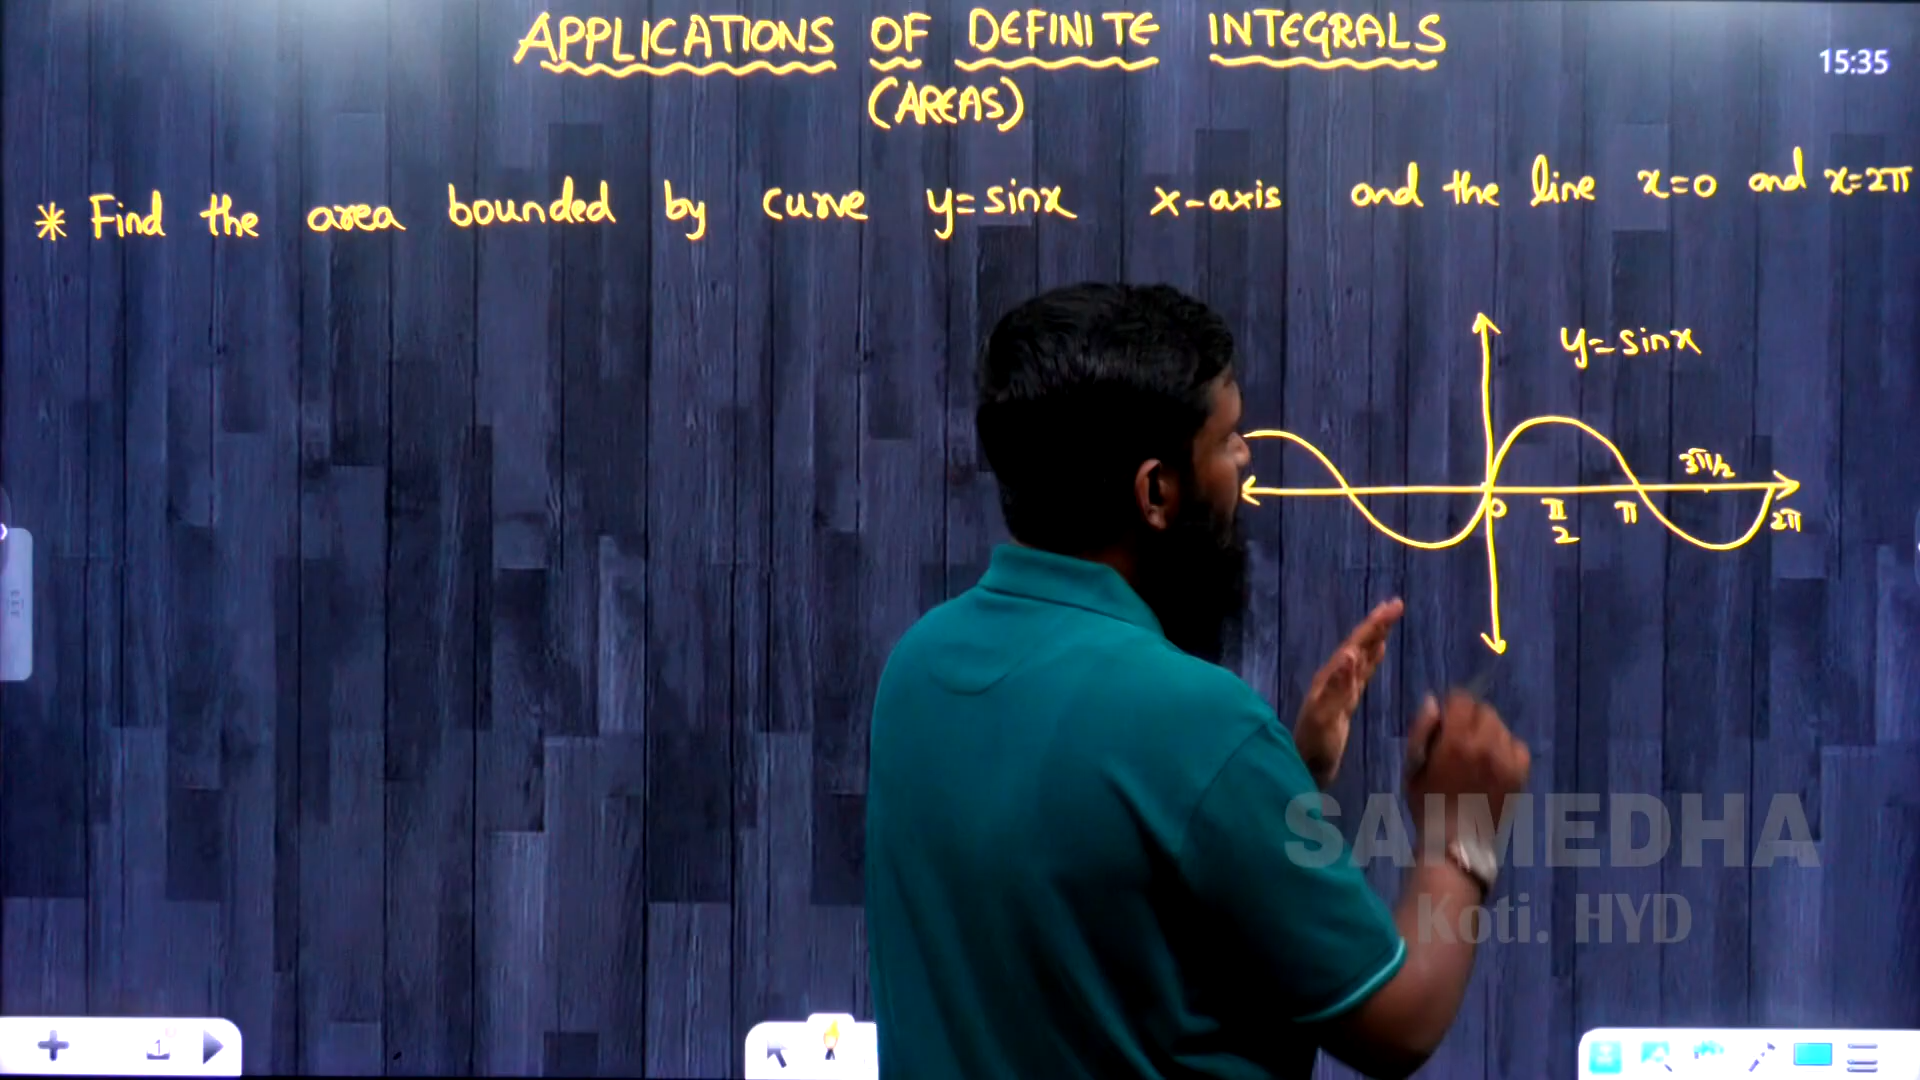 APPLICATIONS OF DEFINITE INTEGRALS
(AREAS)
15:35
* Find the area bounded by curve y=sinx x-axis and the line x=0 and x=2π
y=sinx
3π/2
0 π/2 π 2π
SAIMEDHA
Koti. HYD
1